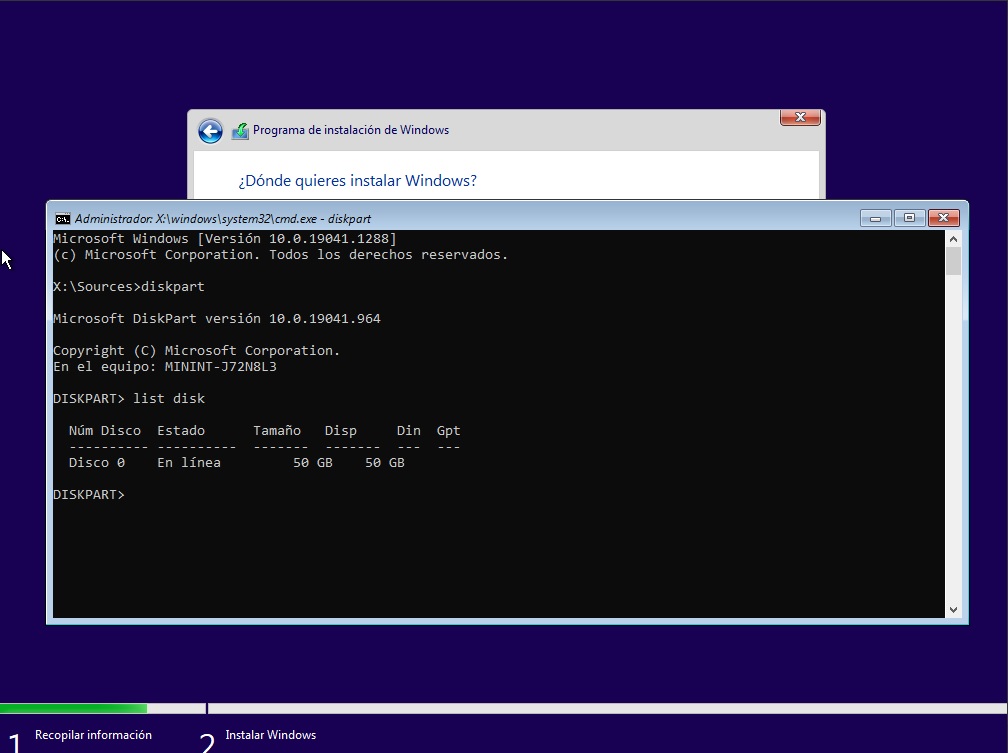 Programa de instalación de Windows
¿Dónde quieres instalar Windows?
Administrador: X:\windows\system32\cmd.exe - diskpart
Microsoft Windows [Versión 10.0.19041.1288]
(c) Microsoft Corporation. Todos los derechos reservados.
X:\Sources>diskpart
Microsoft DiskPart versión 10.0.19041.964
Copyright (C) Microsoft Corporation.
En el equipo: MININT-J72N8L3
DISKPART> list disk
Núm Disco  Estado      Tamaño   Disp     Din  Gpt
---------- ----------  -------  -------  ---  ---
Disco 0    En línea         50 GB    50 GB
DISKPART>
1 Recopilar información 2 Instalar Windows